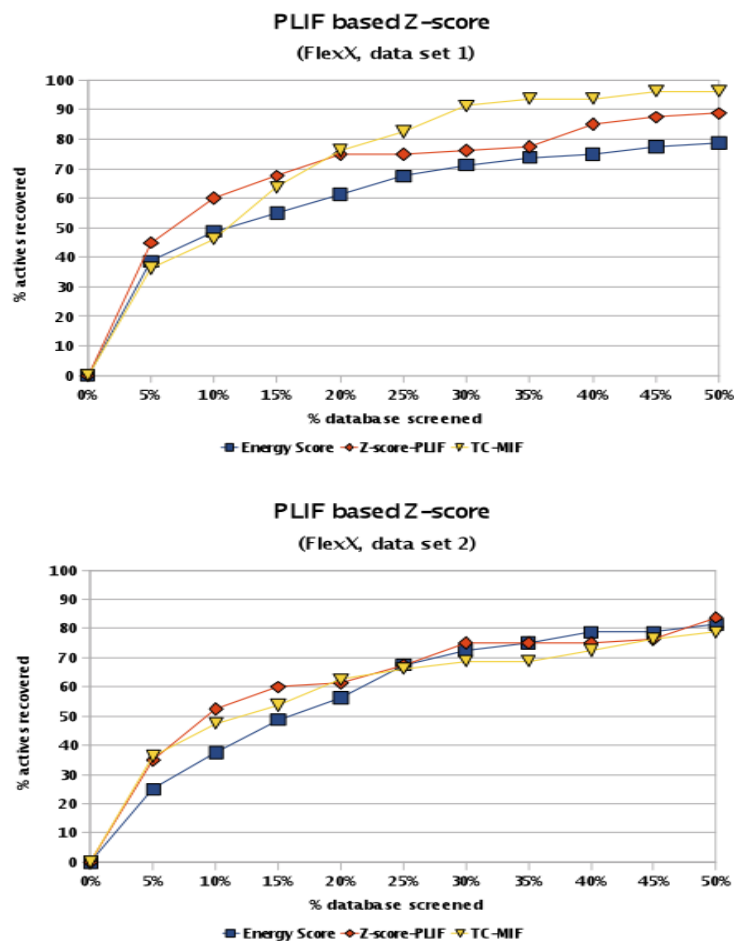 PLIF based Z-score
(FlexX, data set 1)
100
90
80
70
60
50
40
30
20
10
0
% actives recovered
0% 5% 10% 15% 20% 25% 30% 35% 40% 45% 50%
% database screened
Energy Score Z-score-PLIF TC-MIF
PLIF based Z-score
(FlexX, data set 2)
100
90
80
70
60
50
40
30
20
10
0
% actives recovered
0% 5% 10% 15% 20% 25% 30% 35% 40% 45% 50%
% database screened
Energy Score Z-score-PLIF TC-MIF